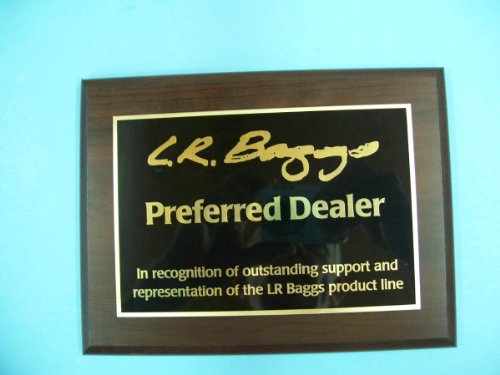 L.R. Baggs
Preferred Dealer
In recognition of outstanding support and
representation of the LR Baggs product line